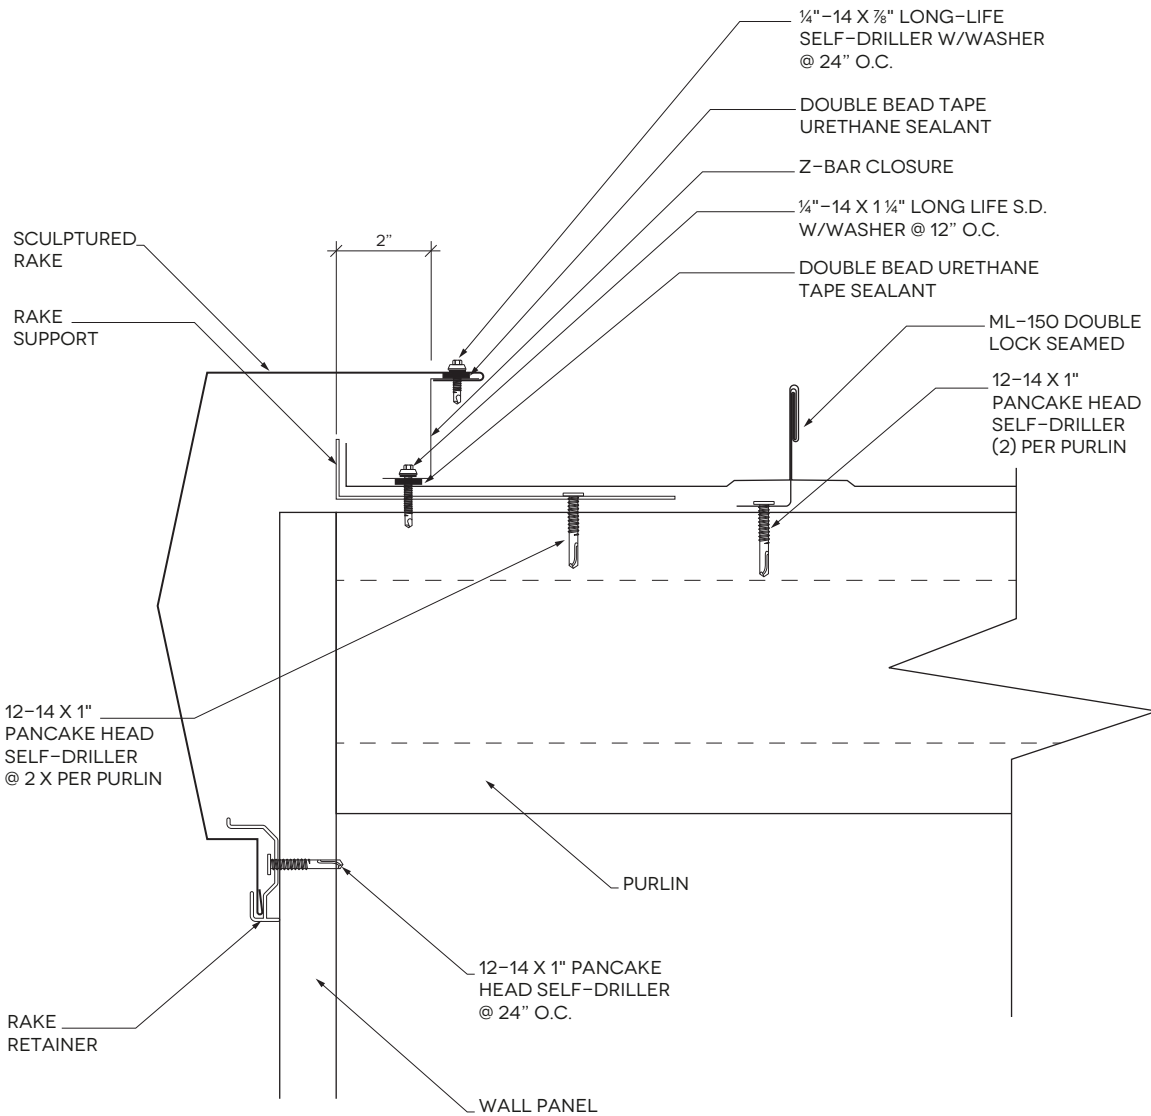 ¼"-14 X ⅞" LONG-LIFE
SELF-DRILLER W/WASHER
@ 24” O.C.
DOUBLE BEAD TAPE
URETHANE SEALANT
Z-BAR CLOSURE
¼"-14 X 1 ¼" LONG LIFE S.D.
W/WASHER @ 12” O.C.
DOUBLE BEAD URETHANE
TAPE SEALANT
SCULPTURED
RAKE
2”
RAKE
SUPPORT
ML-150 DOUBLE
LOCK SEAMED
12-14 X 1"
PANCAKE HEAD
SELF-DRILLER
(2) PER PURLIN
12-14 X 1"
PANCAKE HEAD
SELF-DRILLER
@ 2 X PER PURLIN
PURLIN
12-14 X 1" PANCAKE
HEAD SELF-DRILLER
@ 24” O.C.
RAKE
RETAINER
WALL PANEL